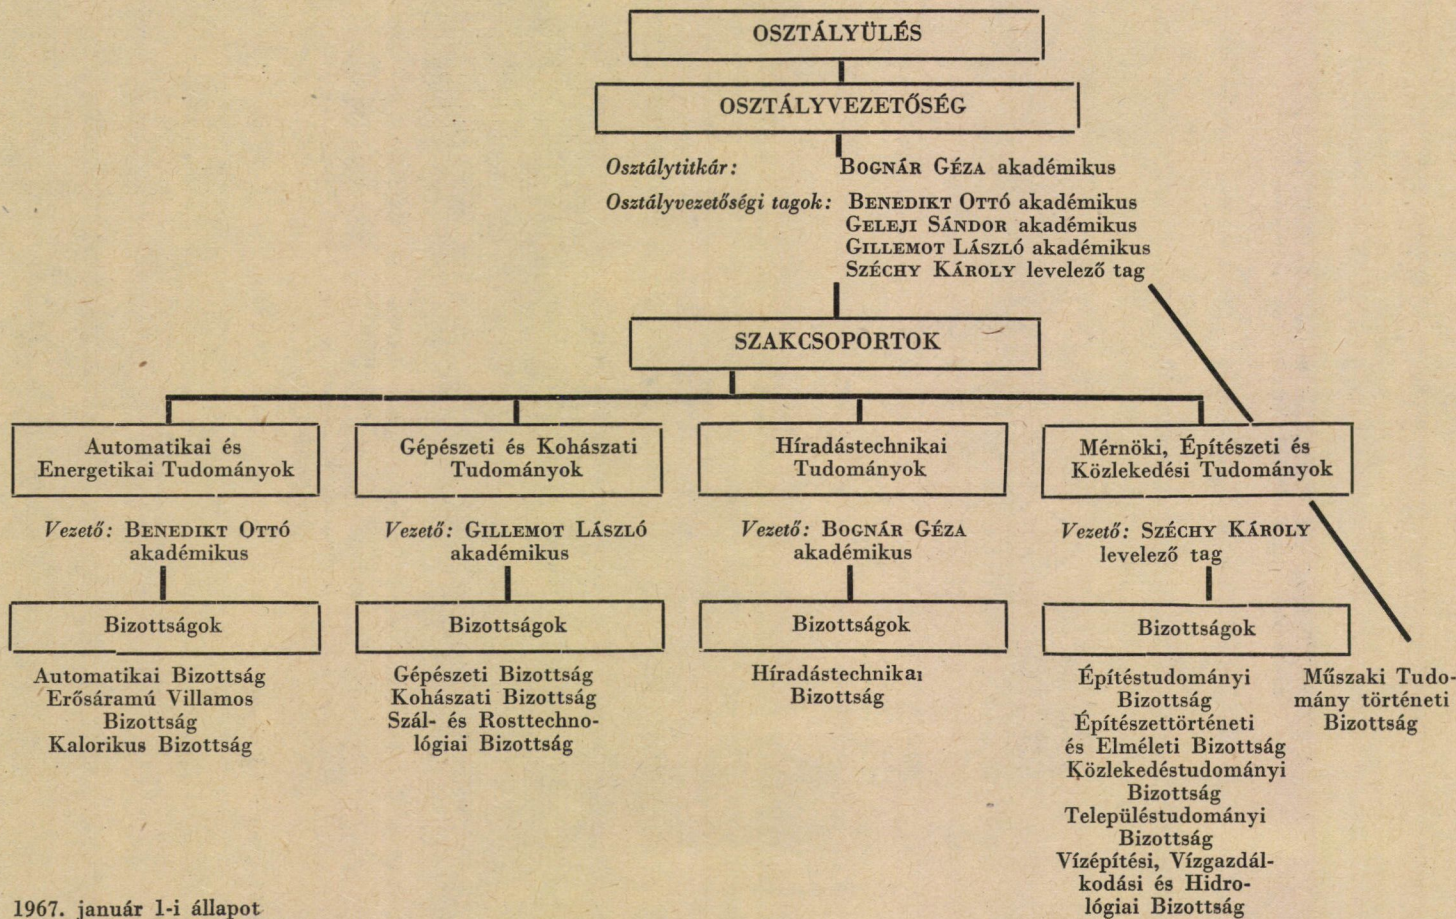 OSZTÁLYÜLÉS
OSZTÁLYVEZETŐSÉG
Osztálytitkár: BOGNÁR GÉZA akadémikus
Osztályvezetőségi tagok: BENEDIKT OTTÓ akadémikus
GELEJI SÁNDOR akadémikus
GILLEMOT LÁSZLÓ akadémikus
SZÉCHY KÁROLY levelező tag
SZAKCSOPORTOK
Automatikai és
Energetikai Tudományok
Vezető: BENEDIKT OTTÓ
akadémikus
Bizottságok
Automatikai Bizottság
Erősáramú Villamos
Bizottság
Kalorikus Bizottság
Gépészeti és Kohászati
Tudományok
Vezető: GILLEMOT LÁSZLÓ
akadémikus
Bizottságok
Gépészeti Bizottság
Kohászati Bizottság
Szál- és Rosttechno-
lógiai Bizottság
Híradástechnikai
Tudományok
Vezető: BOGNÁR GÉZA
akadémikus
Bizottságok
Híradástechnikai
Bizottság
Mérnöki, Építészeti és
Közlekedési Tudományok
Vezető: SZÉCHY KÁROLY
levelező tag
Bizottságok
Építéstudományi
Bizottság
Építészettörténeti
és Elméleti Bizottság
Közlekedéstudományi
Bizottság
Településtudományi
Bizottság
Vízépítési, Vízgazdál-
kodási és Hidro-
lógiai Bizottság
Műszaki Tudo-
mány történeti
Bizottság
1967. január 1-i állapot